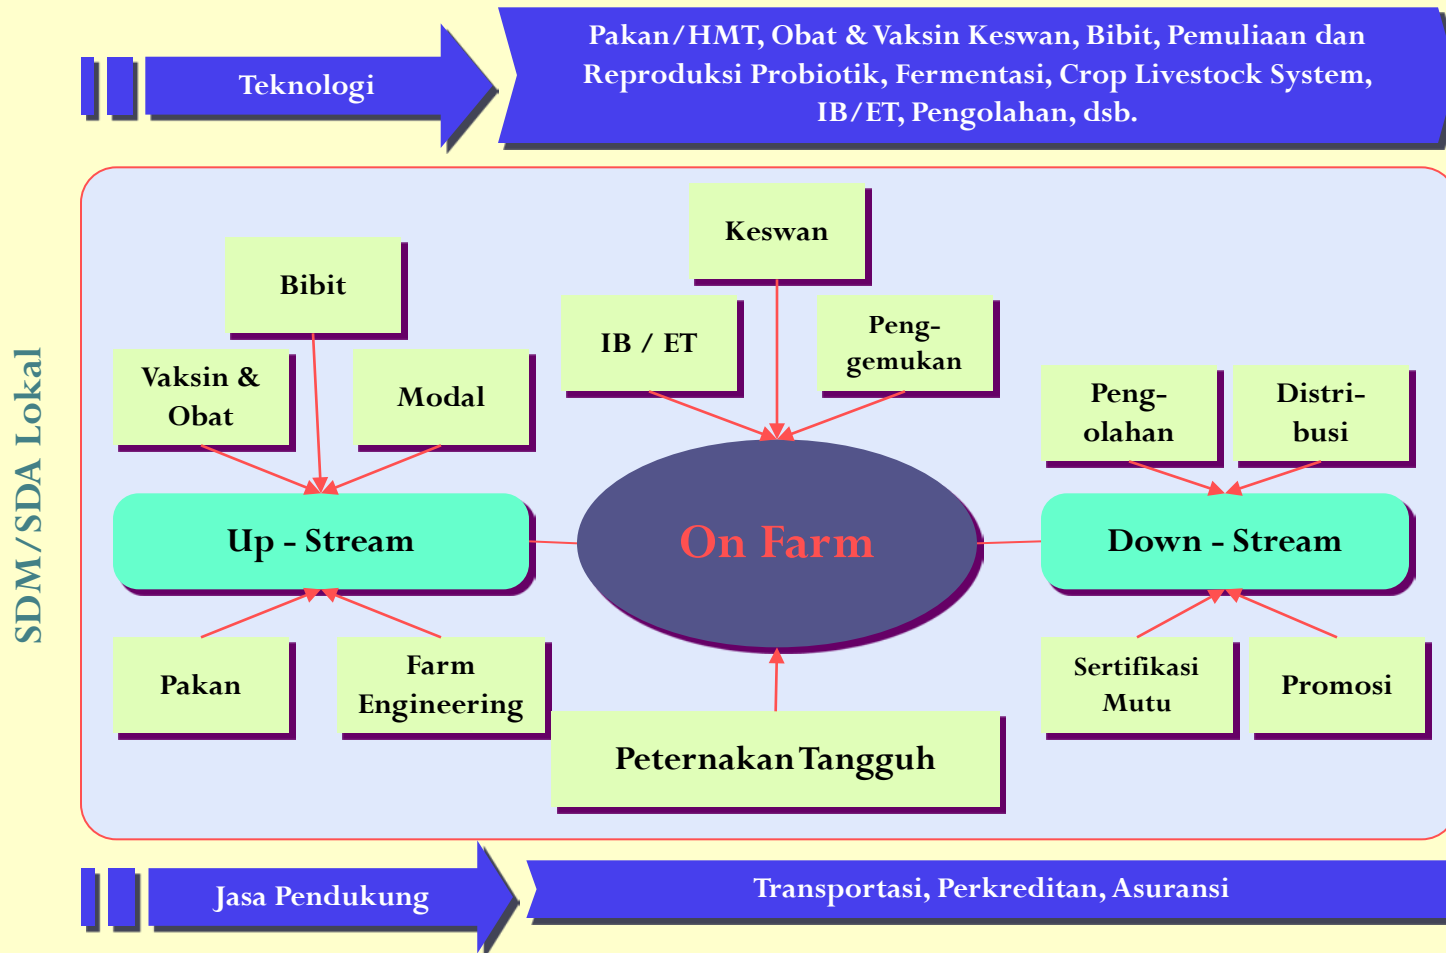 Teknologi
Pakan/HMT, Obat & Vaksin Keswan, Bibit, Pemuliaan dan
Reproduksi Probiotik, Fermentasi, Crop Livestock System,
IB/ET, Pengolahan, dsb.
SDM/SDA Lokal
Bibit
Vaksin &
Obat
Modal
Up - Stream
Pakan
Farm
Engineering
Keswan
IB / ET
Peng-
gemukan
On Farm
Peternakan Tangguh
Peng-
olahan
Distri-
busi
Down - Stream
Sertifikasi
Mutu
Promosi
Jasa Pendukung
Transportasi, Perkreditan, Asuransi